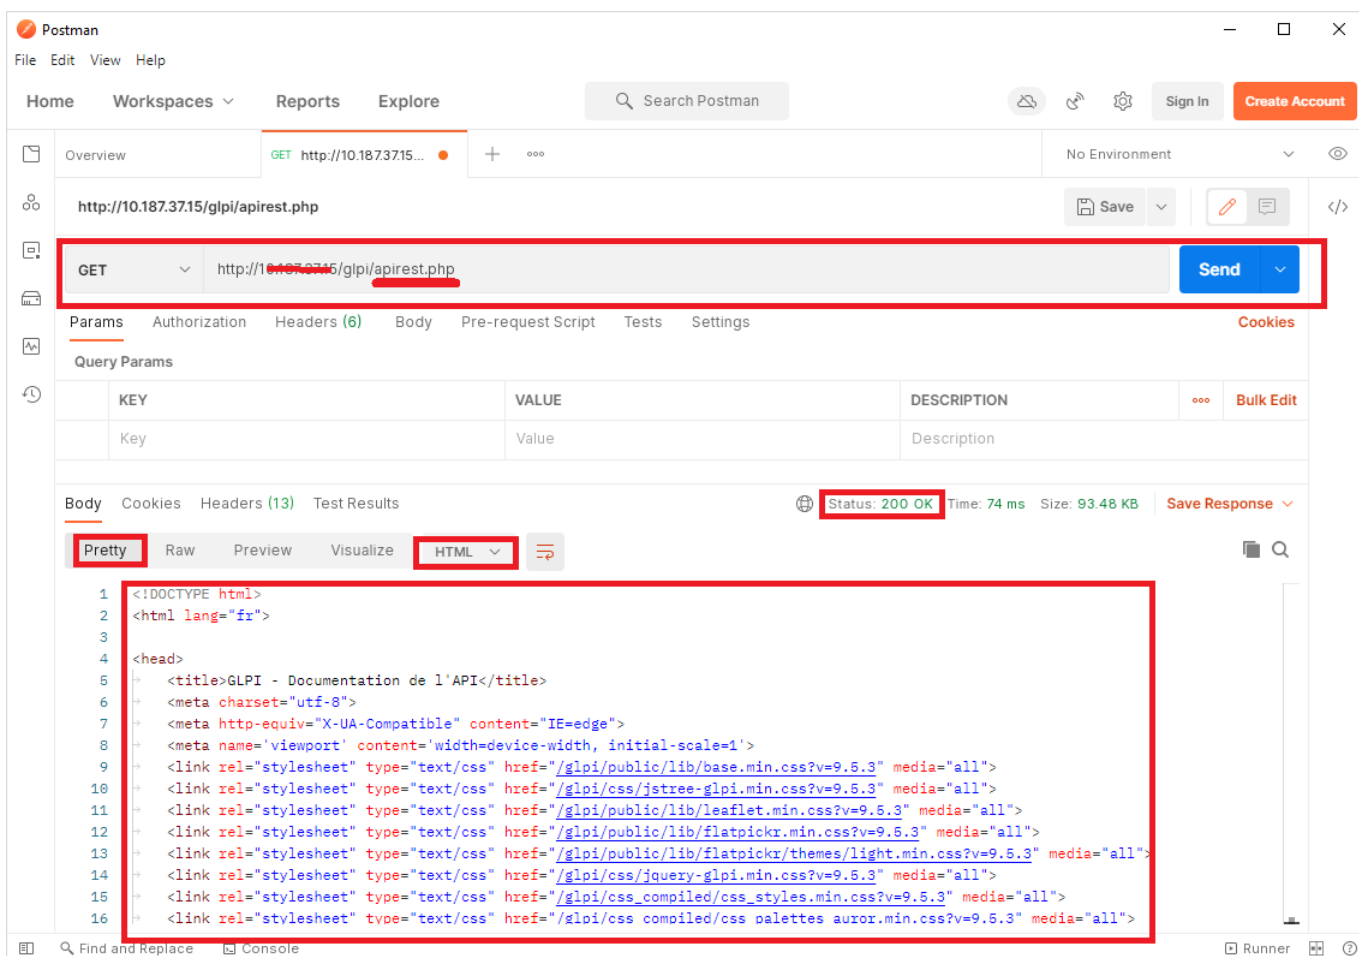 Postman
File Edit View Help
Home Workspaces Reports Explore Search Postman Sign In Create Account
Overview GET http://10.187.37.15... No Environment
http://10.187.37.15/glpi/apirest.php Save
GET http://10.187.37.15/glpi/apirest.php Send
Params Authorization Headers (6) Body Pre-request Script Tests Settings Cookies
Query Params
KEY VALUE DESCRIPTION Bulk Edit
Key Value Description
Body Cookies Headers (13) Test Results Status: 200 OK Time: 74 ms Size: 93.48 KB Save Response
Pretty Raw Preview Visualize HTML
1 <!DOCTYPE html>
2 <html lang="fr">
3
4 <head>
5 <title>GLPI - Documentation de l'API</title>
6 <meta charset="utf-8">
7 <meta http-equiv="X-UA-Compatible" content="IE=edge">
8 <meta name='viewport' content='width=device-width, initial-scale=1'>
9 <link rel="stylesheet" type="text/css" href="/glpi/public/lib/base.min.css?v=9.5.3" media="all">
10 <link rel="stylesheet" type="text/css" href="/glpi/css/jstree-glpi.min.css?v=9.5.3" media="all">
11 <link rel="stylesheet" type="text/css" href="/glpi/public/lib/leaflet.min.css?v=9.5.3" media="all">
12 <link rel="stylesheet" type="text/css" href="/glpi/public/lib/flatpickr.min.css?v=9.5.3" media="all">
13 <link rel="stylesheet" type="text/css" href="/glpi/public/lib/flatpickr/themes/light.min.css?v=9.5.3" media="all">
14 <link rel="stylesheet" type="text/css" href="/glpi/css/jquery-glpi.min.css?v=9.5.3" media="all">
15 <link rel="stylesheet" type="text/css" href="/glpi/css_compiled/css_styles.min.css?v=9.5.3" media="all">
16 <link rel="stylesheet" type="text/css" href="/glpi/css_compiled/css_palettes_auror.min.css?v=9.5.3" media="all">
Find and Replace Console Runner